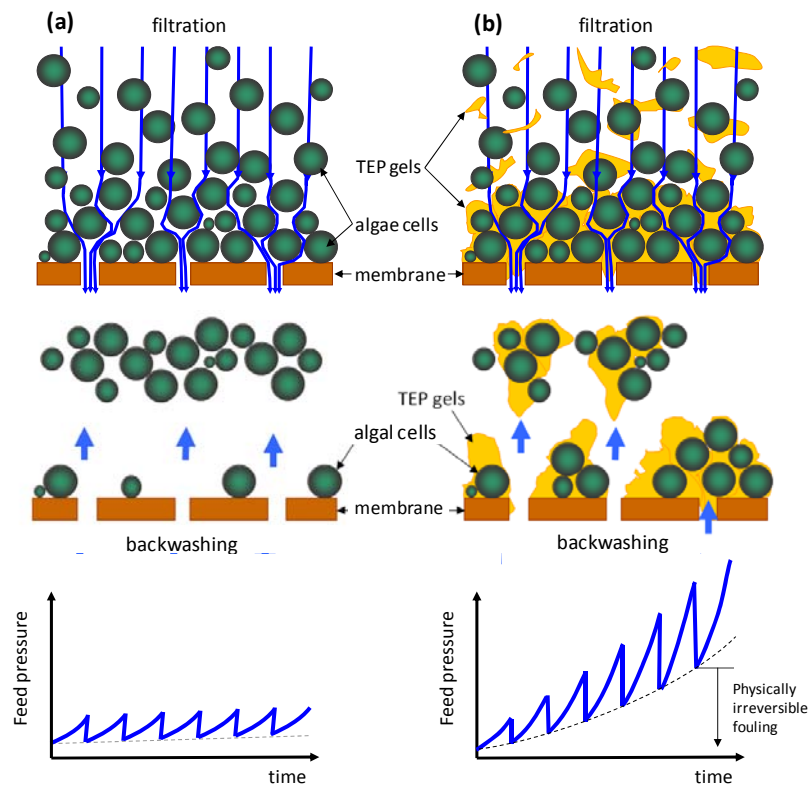 (a)
filtration
(b)
filtration
TEP gels
algae cells
membrane
TEP gels
algal cells
membrane
backwashing
backwashing
Feed pressure
time
Feed pressure
Physically
irreversible
fouling
time